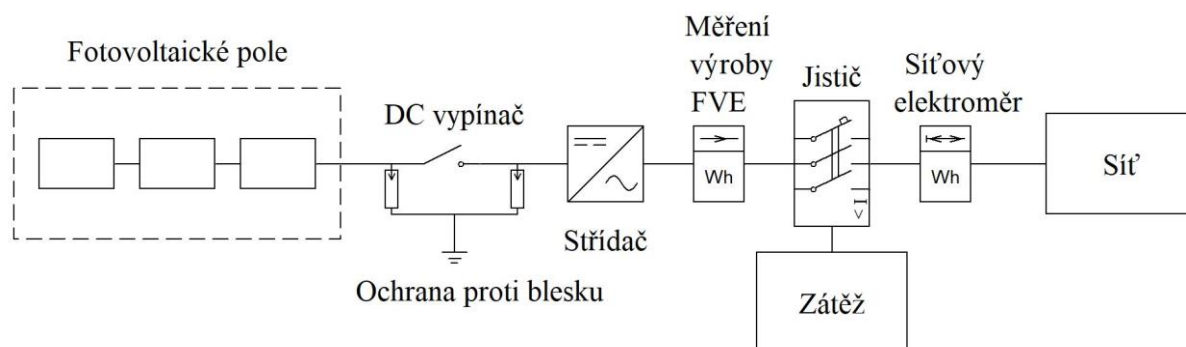 Fotovoltaické pole
DC vypínač
Ochrana proti blesku
Střídač
Měření
výroby
FVE
Wh
Jistič
I>
Zátěž
Síťový
elektroměr
Wh
Síť